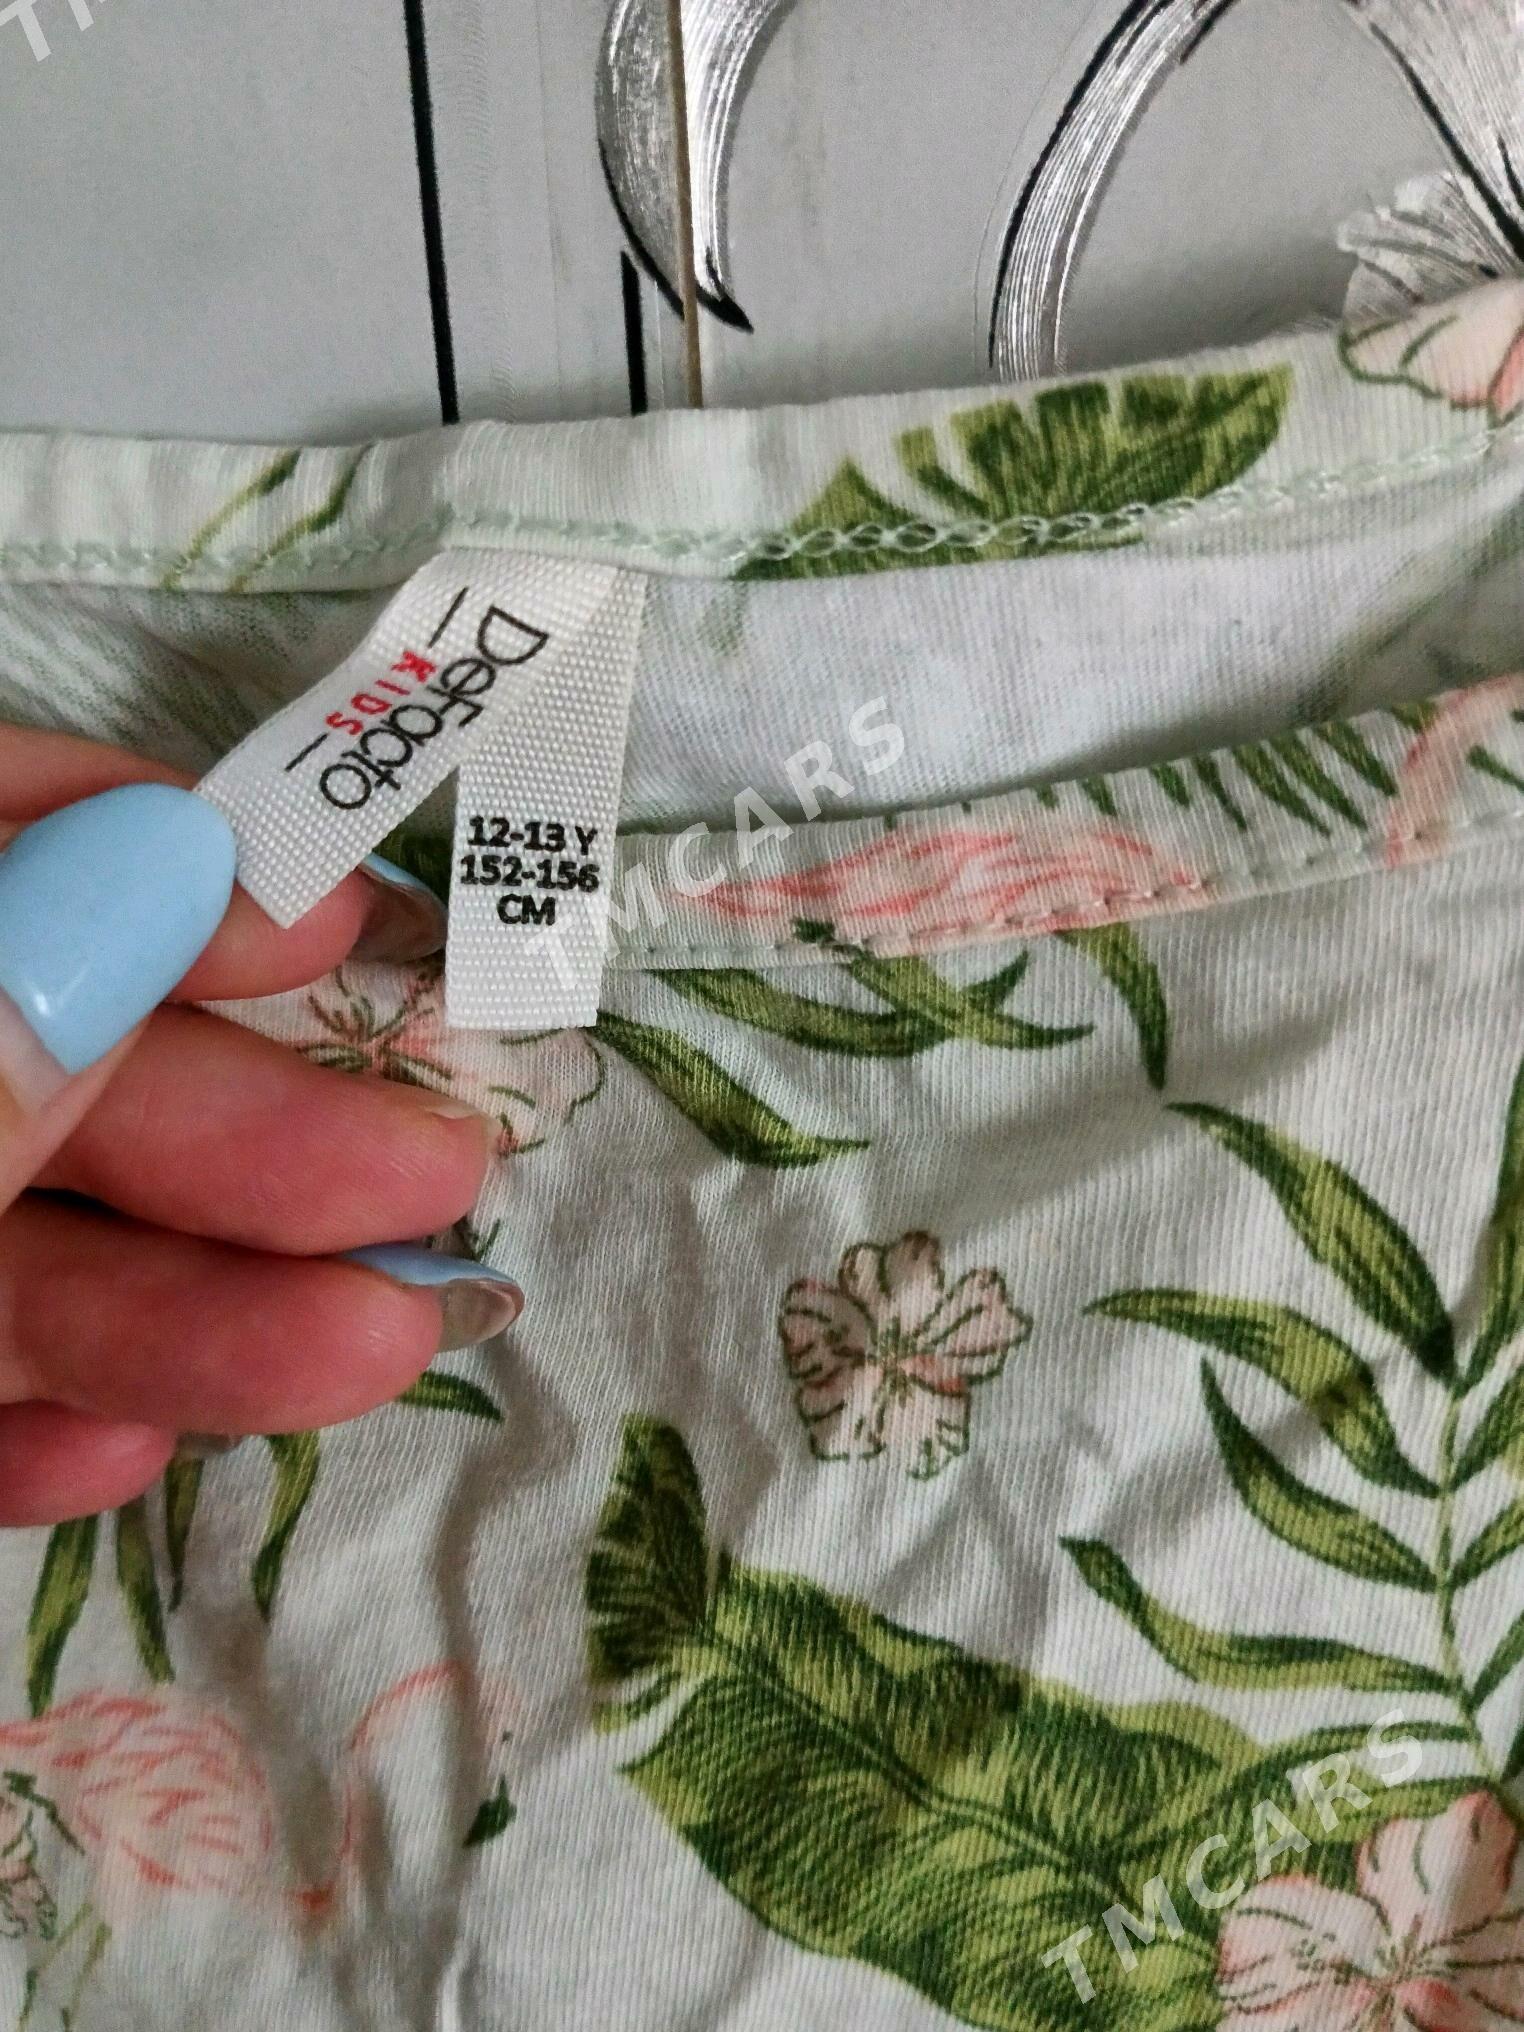 DeFacto
KIDS
12-13 Y
152-156
CM
TMCARS
TMCARS